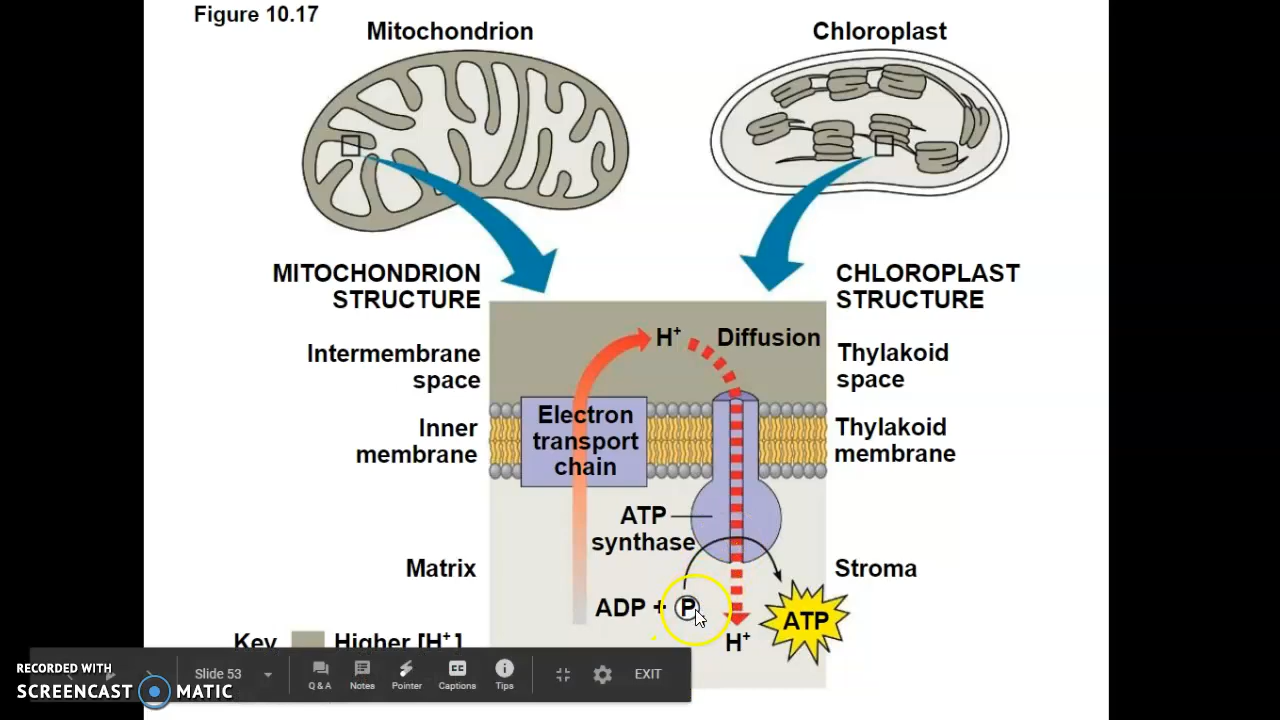 Figure 10.17
Mitochondrion
Chloroplast
MITOCHONDRION
STRUCTURE
CHLOROPLAST
STRUCTURE
H+
Diffusion
Intermembrane
space
Thylakoid
space
Electron
transport
chain
Inner
membrane
Thylakoid
membrane
ATP
synthase
Matrix
Stroma
ADP + P
ATP
H+
Key
Higher [H+]
RECORDED WITH
SCREENCAST MATIC
Slide 53
Q & A
Notes
Pointer
CC
Captions
Tips
EXIT